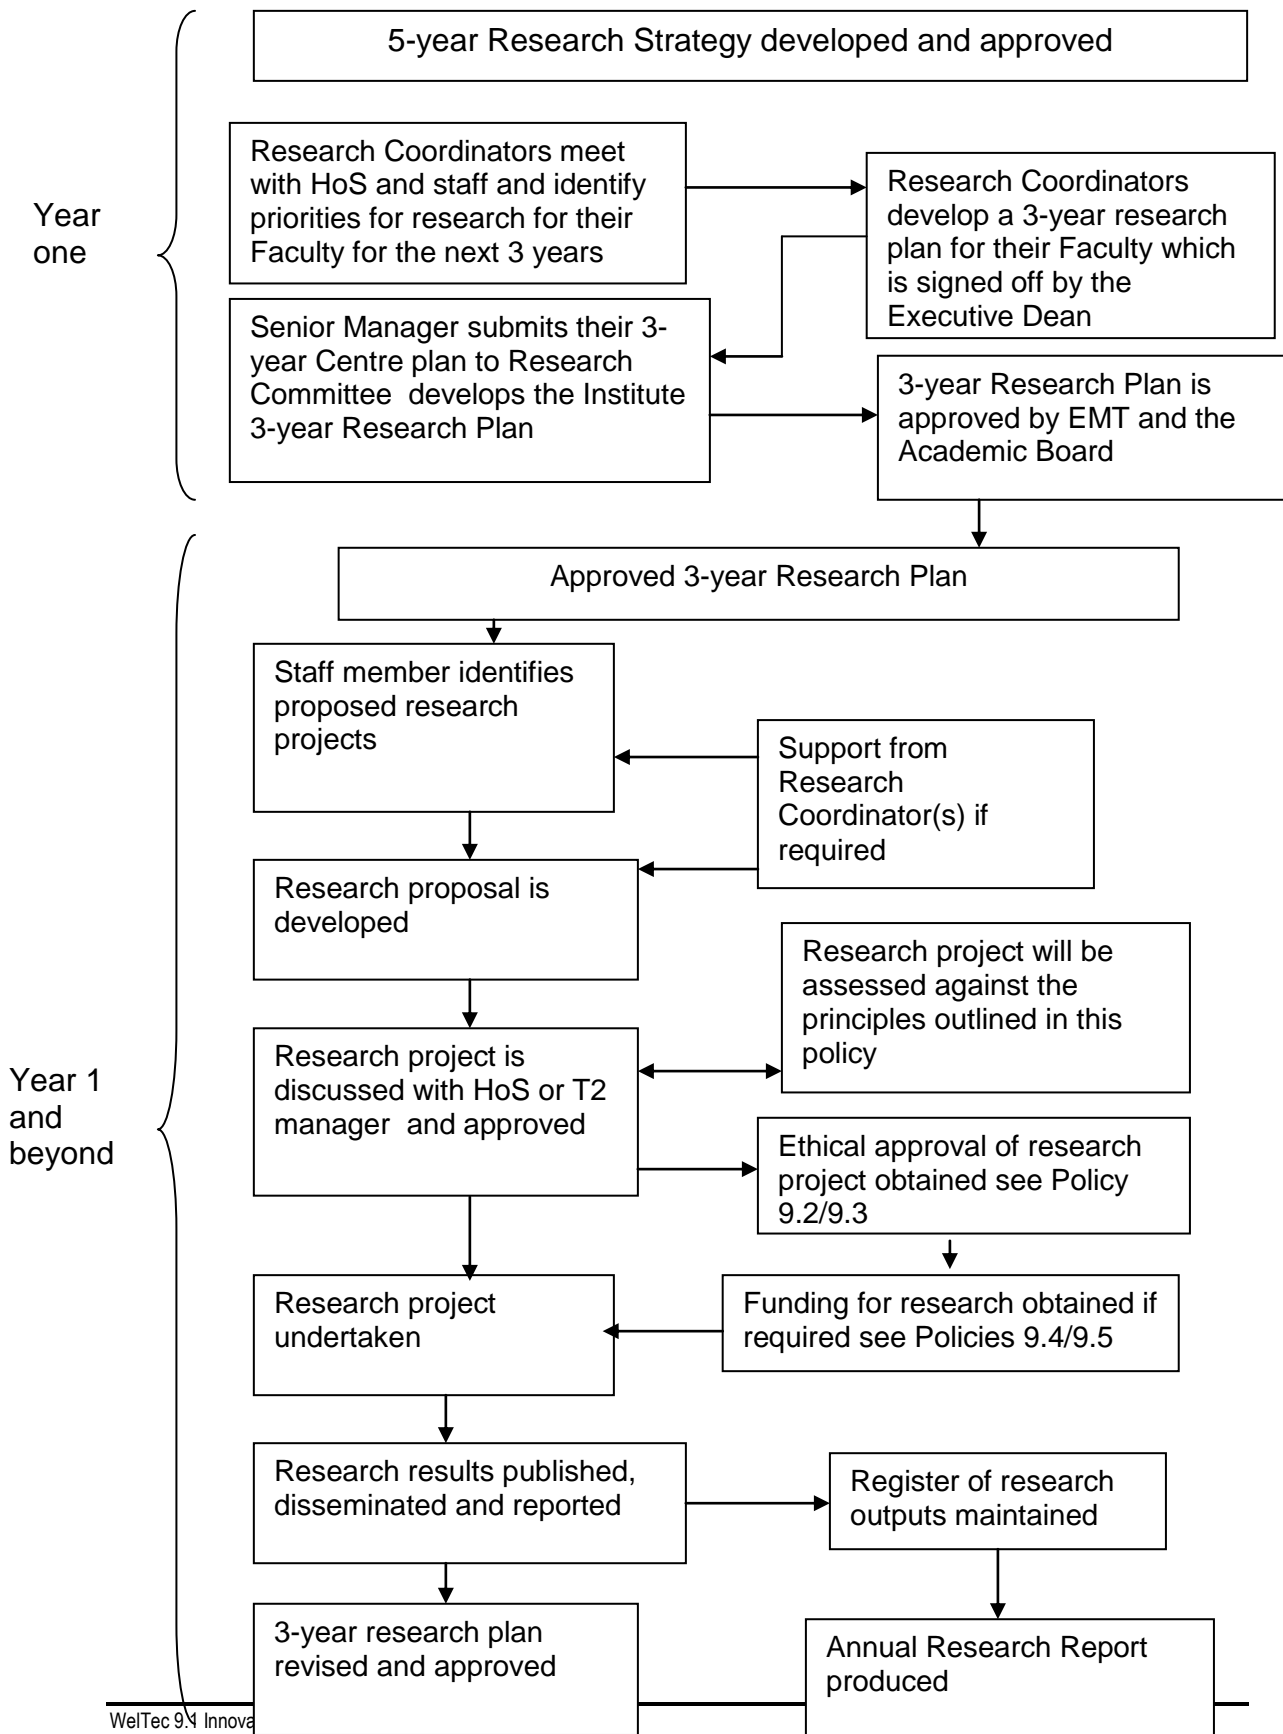 5-year Research Strategy developed and approved
Year
one
Research Coordinators meet
with HoS and staff and identify
priorities for research for their
Faculty for the next 3 years
Research Coordinators
develop a 3-year research
plan for their Faculty which
is signed off by the
Executive Dean
Senior Manager submits their 3-
year Centre plan to Research
Committee  develops the Institute
3-year Research Plan
3-year Research Plan is
approved by EMT and the
Academic Board
Approved 3-year Research Plan
Year 1
and
beyond
Staff member identifies
proposed research
projects
Support from
Research
Coordinator(s) if
required
Research proposal is
developed
Research project will be
assessed against the
principles outlined in this
policy
Research project is
discussed with HoS or T2
manager  and approved
Ethical approval of research
project obtained see Policy
9.2/9.3
Research project
undertaken
Funding for research obtained if
required see Policies 9.4/9.5
Research results published,
disseminated and reported
Register of research
outputs maintained
3-year research plan
revised and approved
Annual Research Report
produced
WelTec 9.1 Innova